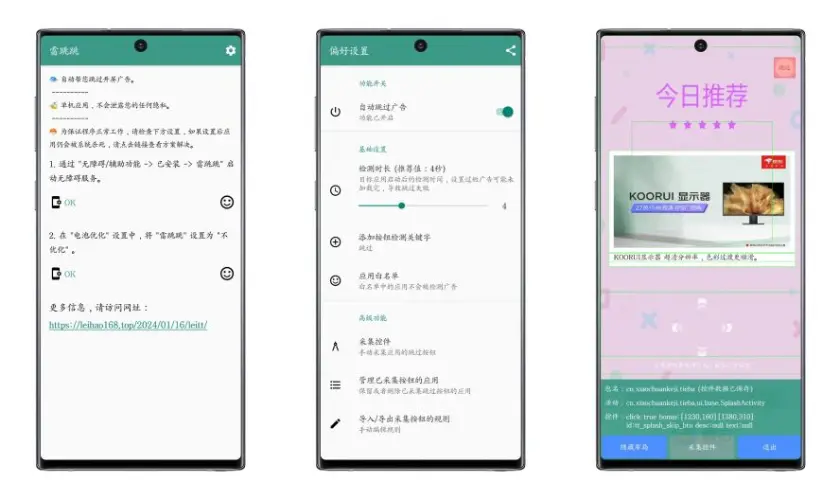 雷跳跳
自动帮您跳过开屏广告。
----------
单机应用，不会泄露您的任何隐私。
----------
为保证程序正常工作，请检查下方设置，如果设置后应
用仍会被系统杀死，请点击链接查看方案解决。
1. 通过 "无障碍/辅助功能 -> 已安装 -> 雷跳跳" 启
动无障碍服务。
OK
2. 在 "电池优化" 设置中，将 "雷跳跳" 设置为 "不
优化" 。
OK
更多信息，请访问网址：
https://leihao168.top/2024/01/16/leitt/
偏好设置
功能开关
自动跳过广告
功能已开启
基础设置
检测时长 (推荐值：4秒)
目标应用启动后的检测时间，设置过短广告可能未
加载完，导致跳过失败
4
添加按钮检测关键字
跳过
应用白名单
白名单中的应用不会被检测广告
高级功能
采集控件
手动采集应用的跳过按钮
管理已采集按钮的应用
保留或者删除已采集跳过按钮的应用
导入/导出采集按钮的规则
手动编辑规则
跳过
今日推荐
KOORUI 显示器
KOORUI显示器 超清分辨率，色彩过渡更细滑。
包名：cn.xiaochuankeji.tieba (控件数据已保存)
活动：cn.xiaochuankeji.tieba.ui.base.SplashActivity
控件：click:true bonus:[1330,160] [1380,310]
id:tt_splash_skip_btn desc:null text:null
隐藏布局
采集控件
退出